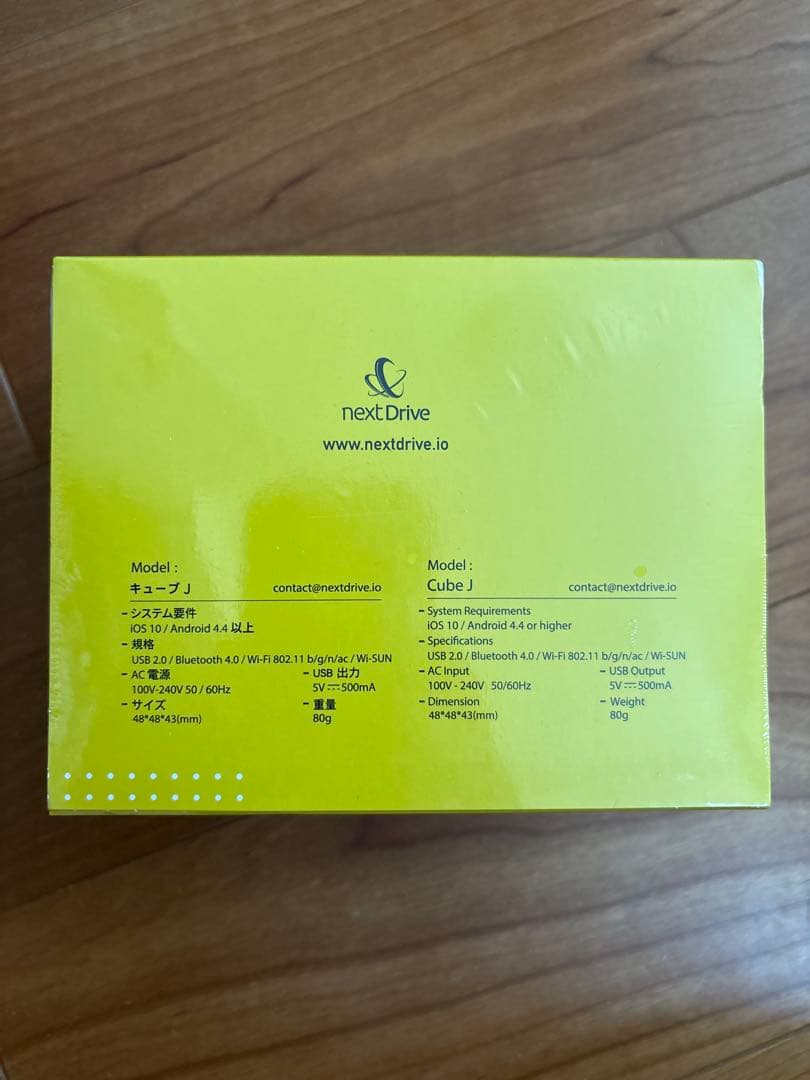 nextDrive
www.nextdrive.io
Model :
キューブ J contact@nextdrive.io
- システム要件
iOS 10 / Android 4.4 以上
- 規格
USB 2.0 / Bluetooth 4.0 / Wi-Fi 802.11 b/g/n/ac / Wi-SUN
- AC 電源 - USB 出力
100V-240V 50 / 60Hz 5V⎓500mA
- サイズ - 重量
48*48*43(mm) 80g
Model :
Cube J contact@nextdrive.io
- System Requirements
iOS 10 / Android 4.4 or higher
- Specifications
USB 2.0 / Bluetooth 4.0 / Wi-Fi 802.11 b/g/n/ac / Wi-SUN
- AC Input - USB Output
100V - 240V 50/60Hz 5V⎓500mA
- Dimension - Weight
48*48*43(mm) 80g